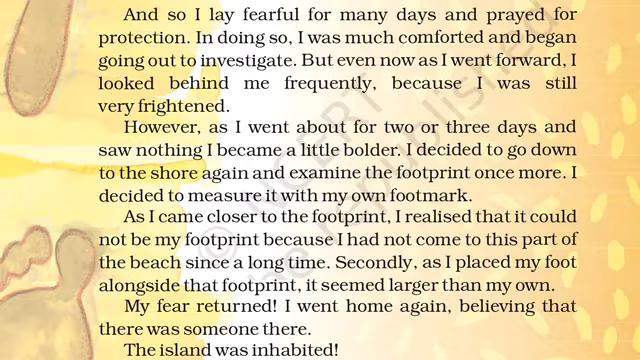 And so I lay fearful for many days and prayed for
protection. In doing so, I was much comforted and began
going out to investigate. But even now as I went forward, I
looked behind me frequently, because I was still
very frightened.
However, as I went about for two or three days and
saw nothing I became a little bolder. I decided to go down
to the shore again and examine the footprint once more. I
decided to measure it with my own footmark.
As I came closer to the footprint, I realised that it could
not be my footprint because I had not come to this part of
the beach since a long time. Secondly, as I placed my foot
alongside that footprint, it seemed larger than my own.
My fear returned! I went home again, believing that
there was someone there.
The island was inhabited!
© NCERT